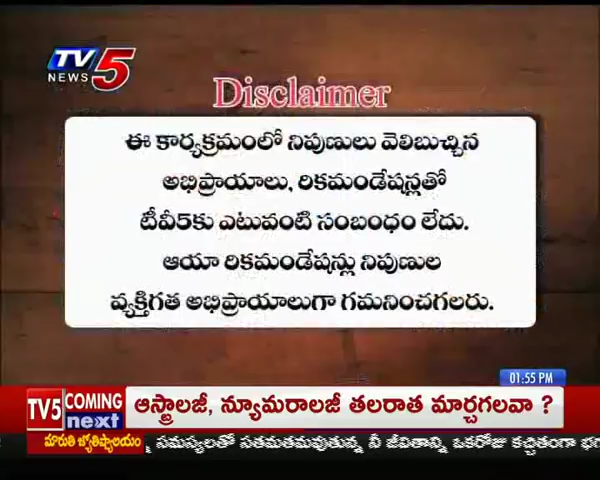 TV5
NEWS
Disclaimer
ఈ కార్యక్రమంలో నిపుణులు వెలిబుచ్చిన
అభిప్రాయాలు, రికమండేషన్లతో
టీవీ5కు ఎటువంటి సంబంధం లేదు.
ఆయా రికమండేషన్లు నిపుణుల
వ్యక్తిగత అభిప్రాయాలుగా గమనించగలరు.
01.55 PM
TV5 COMING next
ఆస్ట్రాలజీ, న్యూమరాలజీ తలరాత మార్చగలవా ?
మారుతి జ్యోతిష్యాలయం సమస్యలతో సతమతమవుతున్న మీ జీవితాన్ని ఒకరోజు కచ్చితంగా